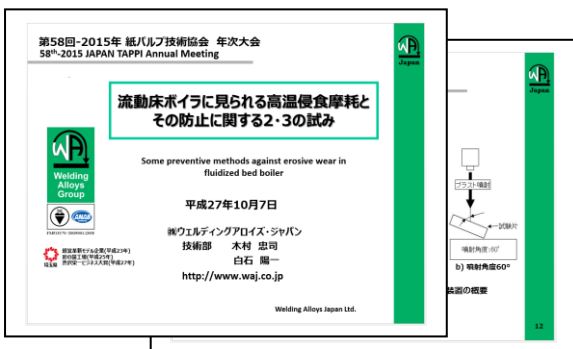 第58回-2015年 紙パルプ技術協会 年次大会
58th-2015 JAPAN TAPPI Annual Meeting
WA
Japan
流動床ボイラに見られる高温侵食摩耗と
その防止に関する2・3の試み
Some preventive methods against erosive wear in
fluidized bed boiler
WA
Welding
Alloys
Group
平成27年10月7日
㈱ウェルディングアロイズ・ジャパン
技術部 木村 忠司
白石 陽一
http://www.waj.co.jp
埼玉県
Welding Alloys Japan Ltd.
WA
Japan
ブラスト噴射
試験片
噴射角度:60°
b) 噴射角度60°
装置の概要
12